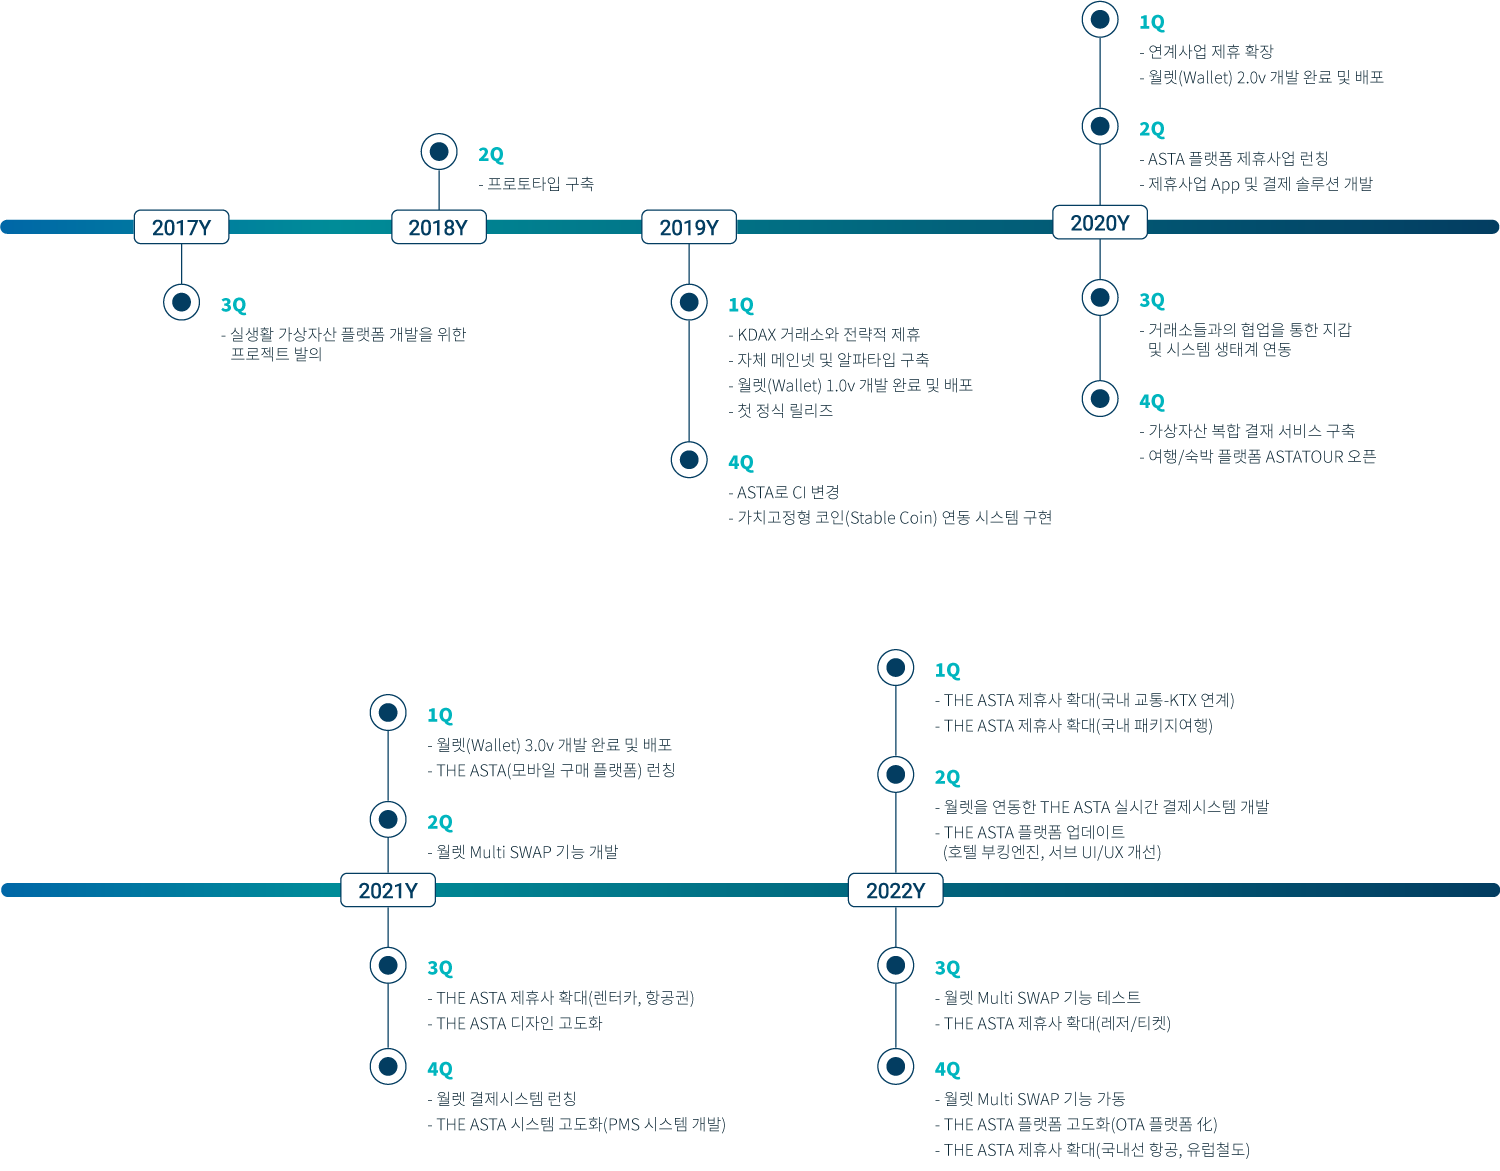 2017Y
3Q
- 실생활 가상자산 플랫폼 개발을 위한
프로젝트 발의
2018Y
2Q
- 프로토타입 구축
2019Y
1Q
- KDAX 거래소와 전략적 제휴
- 자체 메인넷 및 알파타입 구축
- 월렛(Wallet) 1.0v 개발 완료 및 배포
- 첫 정식 릴리즈
4Q
- ASTA로 CI 변경
- 가치고정형 코인(Stable Coin) 연동 시스템 구현
2020Y
1Q
- 연계사업 제휴 확장
- 월렛(Wallet) 2.0v 개발 완료 및 배포
2Q
- ASTA 플랫폼 제휴사업 런칭
- 제휴사업 App 및 결제 솔루션 개발
3Q
- 거래소들과의 협업을 통한 지갑
및 시스템 생태계 연동
4Q
- 가상자산 복합 결재 서비스 구축
- 여행/숙박 플랫폼 ASTATOUR 오픈
2021Y
1Q
- 월렛(Wallet) 3.0v 개발 완료 및 배포
- THE ASTA(모바일 구매 플랫폼) 런칭
2Q
- 월렛 Multi SWAP 기능 개발
3Q
- THE ASTA 제휴사 확대(렌터카, 항공권)
- THE ASTA 디자인 고도화
4Q
- 월렛 결제시스템 런칭
- THE ASTA 시스템 고도화(PMS 시스템 개발)
2022Y
1Q
- THE ASTA 제휴사 확대(국내 교통-KTX 연계)
- THE ASTA 제휴사 확대(국내 패키지여행)
2Q
- 월렛을 연동한 THE ASTA 실시간 결제시스템 개발
- THE ASTA 플랫폼 업데이트
(호텔 부킹엔진, 서브 UI/UX 개선)
3Q
- 월렛 Multi SWAP 기능 테스트
- THE ASTA 제휴사 확대(레저/티켓)
4Q
- 월렛 Multi SWAP 기능 가동
- THE ASTA 플랫폼 고도화(OTA 플랫폼 化)
- THE ASTA 제휴사 확대(국내선 항공, 유럽철도)